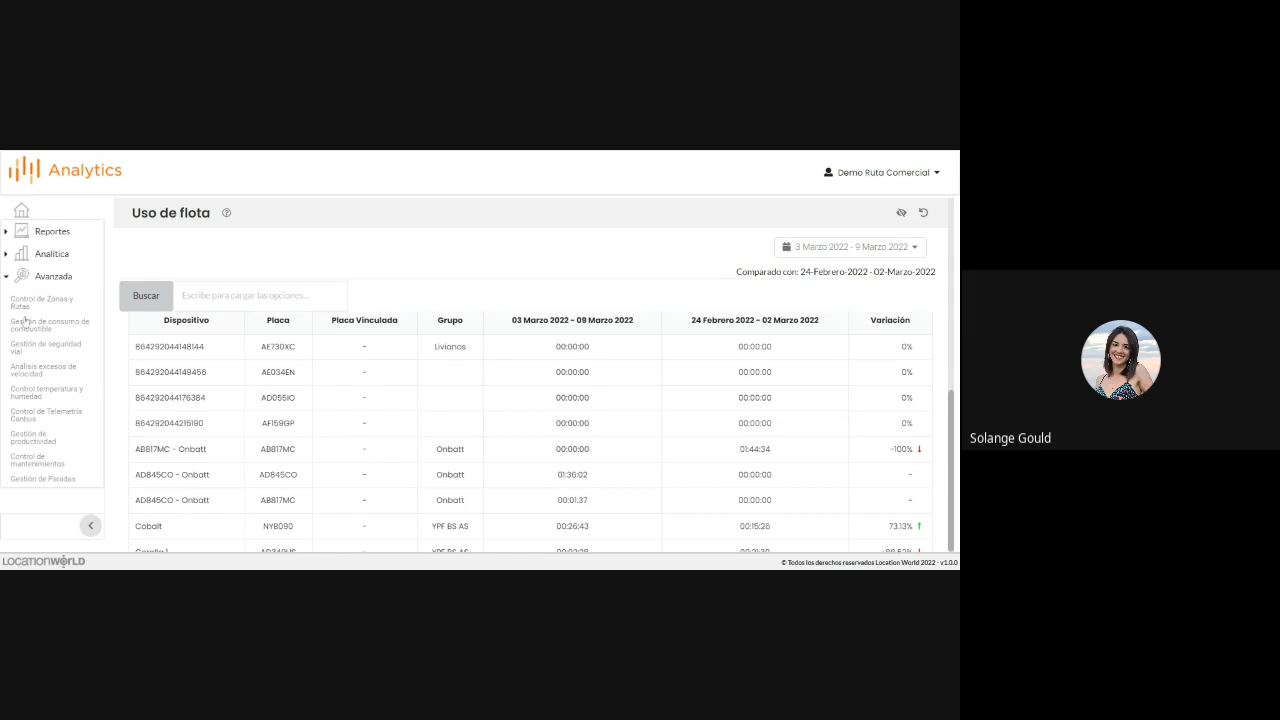 Analytics
Demo Ruta Comercial
Uso de flota
Reportes
Analítica
Avanzada
Control de Zonas y
Rutas
Gestión de consumo de
combustible
Gestión de seguridad
vial
Análisis excesos de
velocidad
Control temperatura y
humedad
Control de Telemetría
Canbus
Gestión de
productividad
Control de
mantenimientos
Gestión de Paradas
3 Marzo 2022 - 9 Marzo 2022
Comparado con: 24-Febrero-2022 - 02-Marzo-2022
Buscar Escribe para cargar las opciones...
Dispositivo Placa Placa Vinculada Grupo 03 Marzo 2022 - 09 Marzo 2022 24 Febrero 2022 - 02 Marzo 2022 Variación
864292044148144 AE730XC - Livianos 00:00:00 00:00:00 0%
864292044149456 AE034EN - 00:00:00 00:00:00 0%
864292044176384 AD055IO - 00:00:00 00:00:00 0%
864292044215190 AF159GP - 00:00:00 00:00:00 0%
AB817MC - Onbatt AB817MC - Onbatt 00:00:00 01:44:34 -100%
AD845CO - Onbatt AD845CO - Onbatt 01:36:02 00:00:00 -
AD845CO - Onbatt AB817MC - Onbatt 00:01:37 00:00:00 -
Cobalt NYB090 - YPF BS AS 00:26:43 00:15:26 73.13%
LOCATIONWORLD
© Todos los derechos reservados Location World 2022 - v1.0.0
Solange Gould